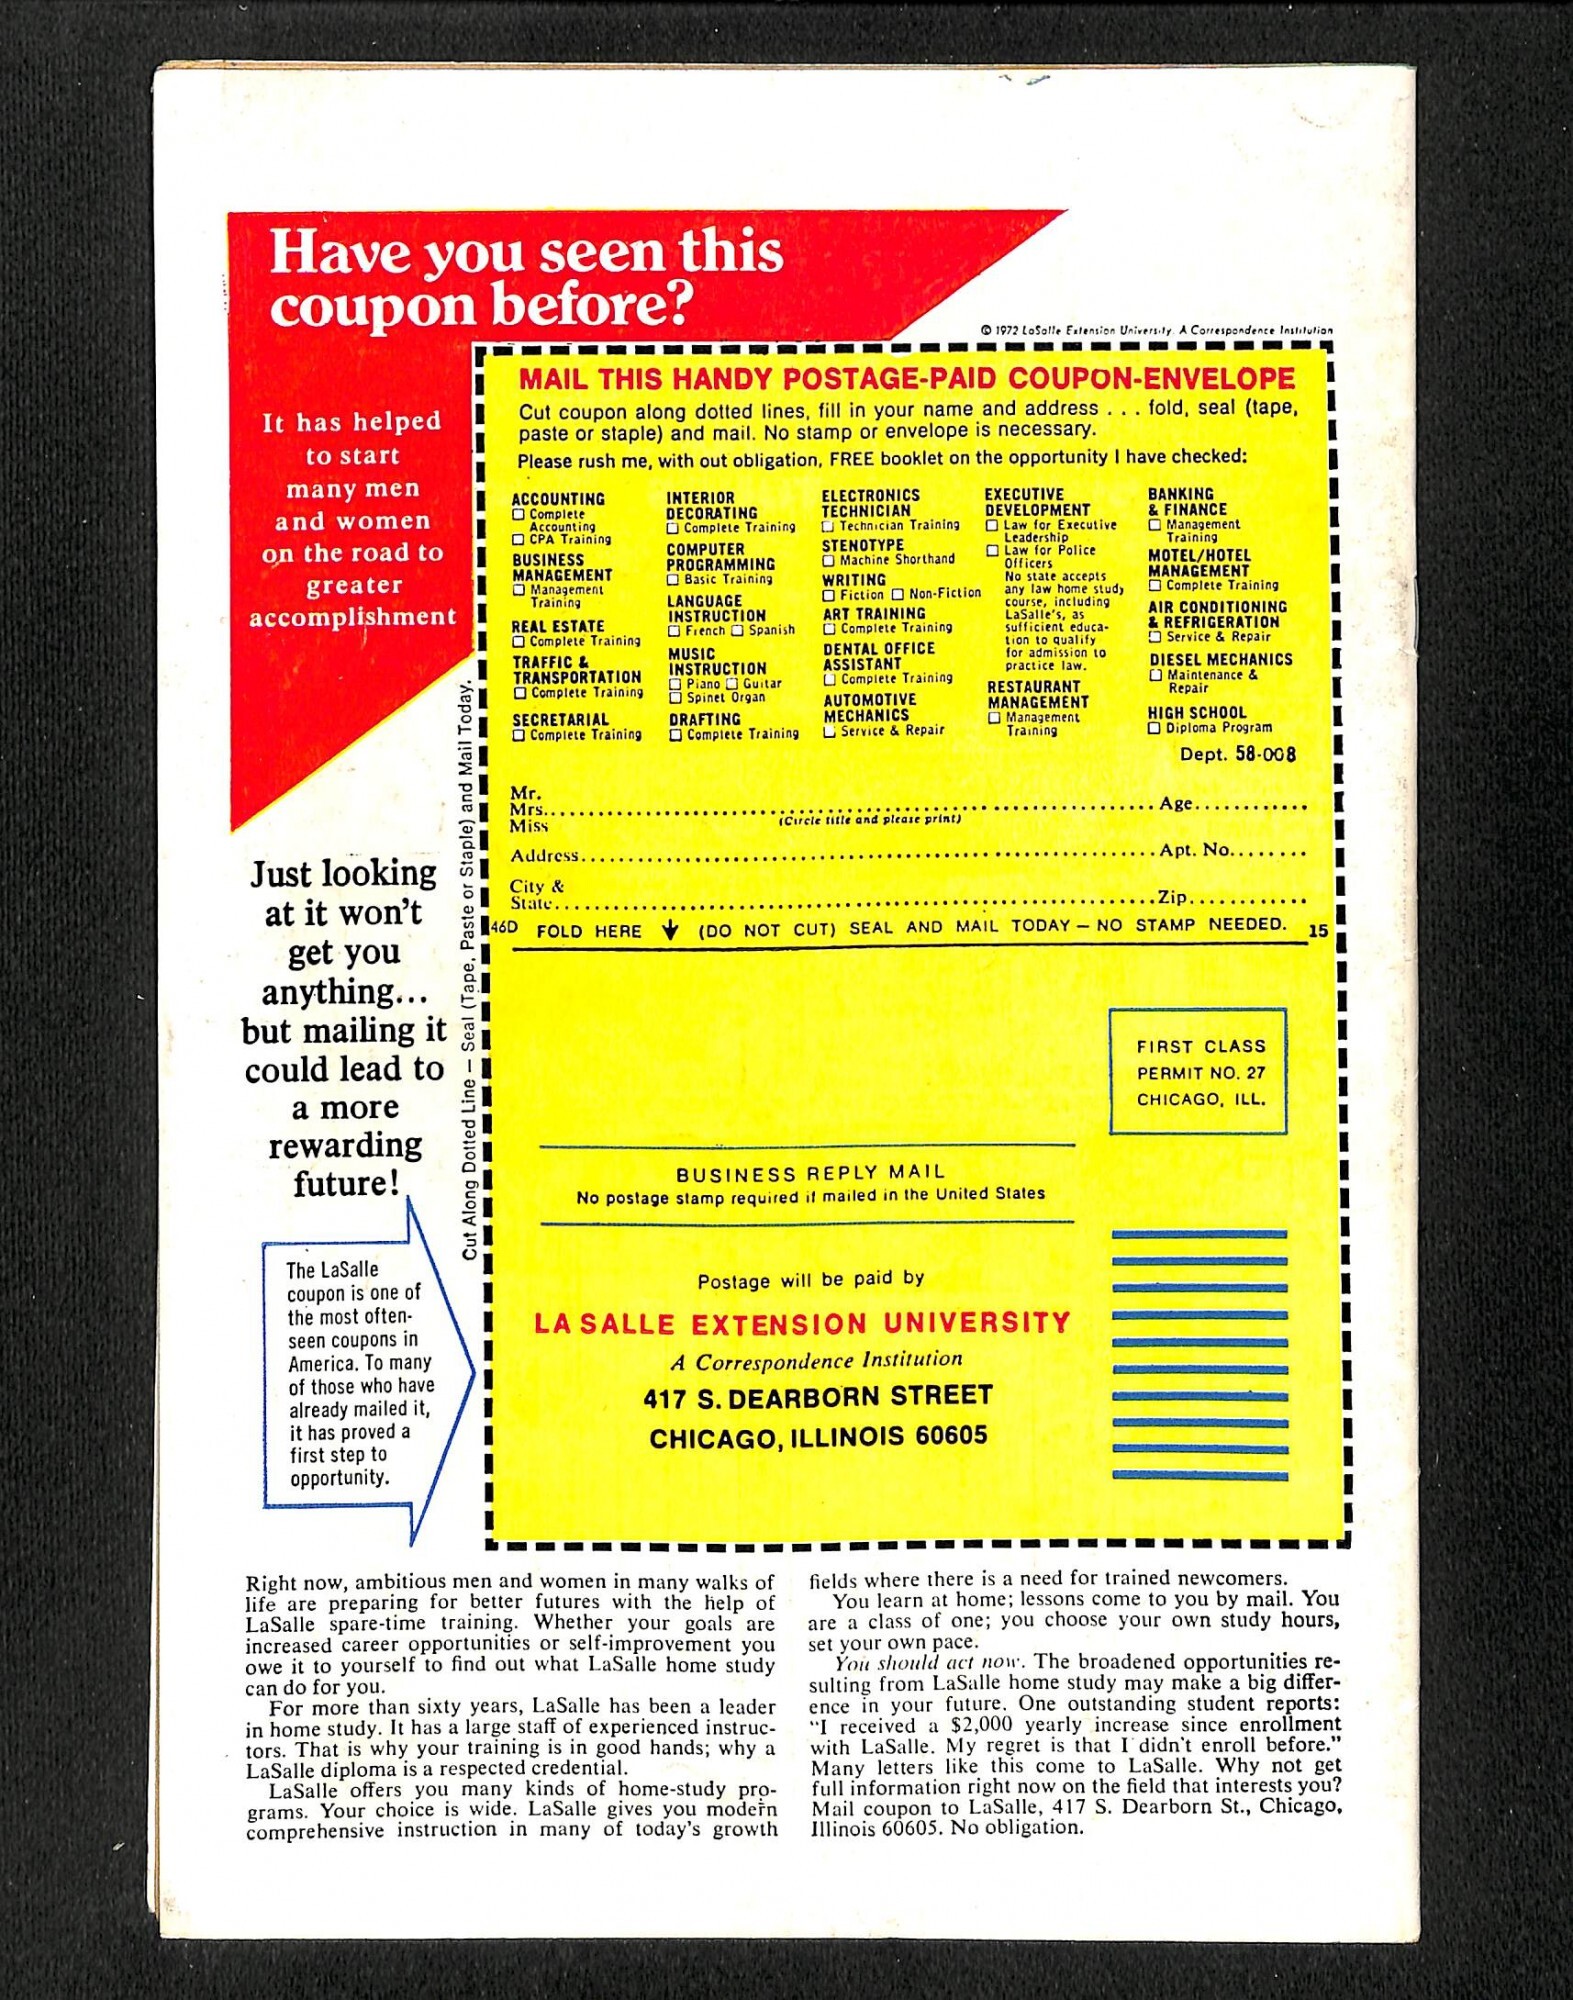 Have you seen this
coupon before?
It has helped
to start
many men
and women
on the road to
greater
accomplishment
Just looking
at it won't
get you
anything...
but mailing it
could lead to
a more
rewarding
future!
The LaSalle
coupon is one of
the most often-
seen coupons in
America. To many
of those who have
already mailed it,
it has proved a
first step to
opportunity.
Cut Along Dotted Line – Seal (Tape, Paste or Staple) and Mail Today.
© 1972 LaSalle Extension University. A Correspondence Institution
MAIL THIS HANDY POSTAGE-PAID COUPON-ENVELOPE
Cut coupon along dotted lines, fill in your name and address . . . fold, seal (tape,
paste or staple) and mail. No stamp or envelope is necessary.
Please rush me, with out obligation, FREE booklet on the opportunity I have checked:
ACCOUNTING
☐ Complete
Accounting
☐ CPA Training
BUSINESS
MANAGEMENT
☐ Management
Training
REAL ESTATE
☐ Complete Training
TRAFFIC &
TRANSPORTATION
☐ Complete Training
SECRETARIAL
☐ Complete Training
INTERIOR
DECORATING
☐ Complete Training
COMPUTER
PROGRAMMING
☐ Basic Training
LANGUAGE
INSTRUCTION
☐ French ☐ Spanish
MUSIC
INSTRUCTION
☐ Piano ☐ Guitar
☐ Spinet Organ
DRAFTING
☐ Complete Training
ELECTRONICS
TECHNICIAN
☐ Technician Training
STENOTYPE
☐ Machine Shorthand
WRITING
☐ Fiction ☐ Non-Fiction
ART TRAINING
☐ Complete Training
DENTAL OFFICE
ASSISTANT
☐ Complete Training
AUTOMOTIVE
MECHANICS
☐ Service & Repair
EXECUTIVE
DEVELOPMENT
☐ Law for Executive
Leadership
☐ Law for Police
Officers
No state accepts
any law home study
course, including
LaSalle's, as
sufficient educa-
tion to qualify
for admission to
practice law.
RESTAURANT
MANAGEMENT
☐ Management
Training
BANKING
& FINANCE
☐ Management
Training
MOTEL/HOTEL
MANAGEMENT
☐ Complete Training
AIR CONDITIONING
& REFRIGERATION
☐ Service & Repair
DIESEL MECHANICS
☐ Maintenance &
Repair
HIGH SCHOOL
☐ Diploma Program
Dept. 58-008
Mr.
Mrs. Age
Miss (Circle title and please print)
Address Apt. No.
City &
State Zip
46D FOLD HERE ↓ (DO NOT CUT) SEAL AND MAIL TODAY – NO STAMP NEEDED. 15
FIRST CLASS
PERMIT NO. 27
CHICAGO, ILL.
BUSINESS REPLY MAIL
No postage stamp required if mailed in the United States
Postage will be paid by
LA SALLE EXTENSION UNIVERSITY
A Correspondence Institution
417 S. DEARBORN STREET
CHICAGO, ILLINOIS 60605
Right now, ambitious men and women in many walks of
life are preparing for better futures with the help of
LaSalle spare-time training. Whether your goals are
increased career opportunities or self-improvement you
owe it to yourself to find out what LaSalle home study
can do for you.
For more than sixty years, LaSalle has been a leader
in home study. It has a large staff of experienced instruc-
tors. That is why your training is in good hands; why a
LaSalle diploma is a respected credential.
LaSalle offers you many kinds of home-study pro-
grams. Your choice is wide. LaSalle gives you modern
comprehensive instruction in many of today's growth
fields where there is a need for trained newcomers.
You learn at home; lessons come to you by mail. You
are a class of one; you choose your own study hours,
set your own pace.
You should act now. The broadened opportunities re-
sulting from LaSalle home study may make a big differ-
ence in your future. One outstanding student reports:
"I received a $2,000 yearly increase since enrollment
with LaSalle. My regret is that I didn't enroll before."
Many letters like this come to LaSalle. Why not get
full information right now on the field that interests you?
Mail coupon to LaSalle, 417 S. Dearborn St., Chicago,
Illinois 60605. No obligation.